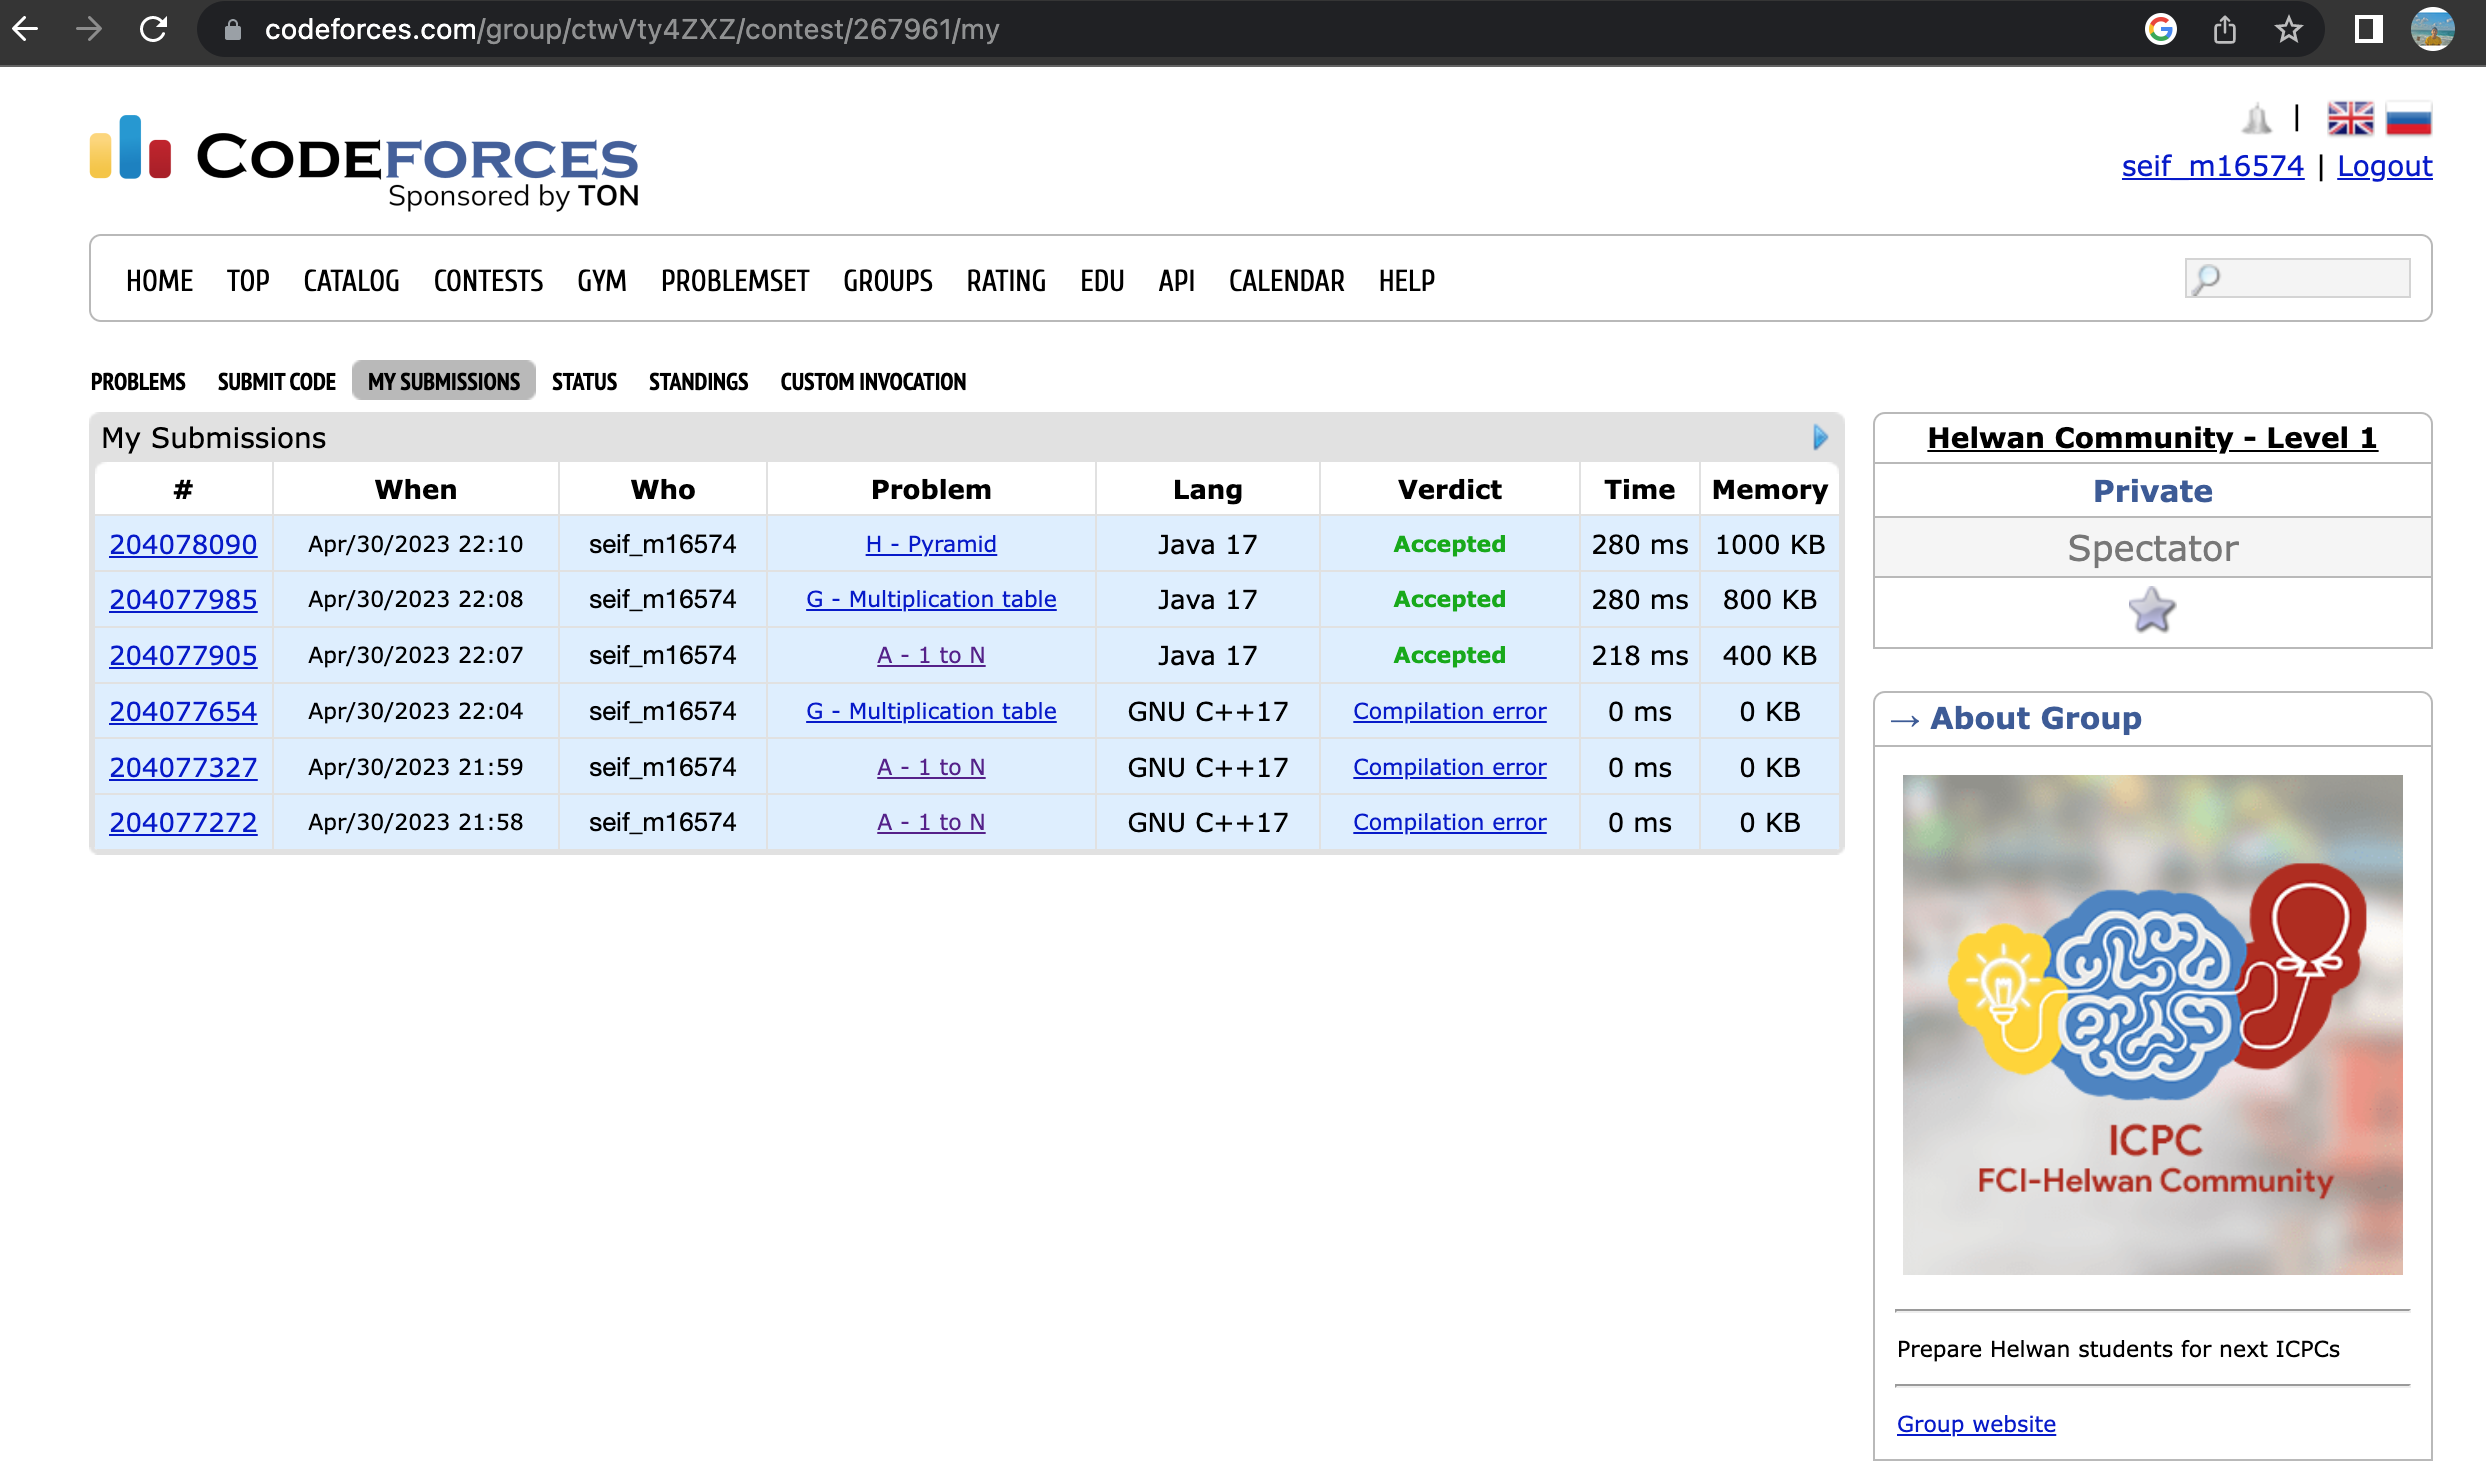 codeforces.com/group/ctwVty4ZXZ/contest/267961/my
CODEFORCES
Sponsored by TON
|
seif_m16574 | Logout
HOME TOP CATALOG CONTESTS GYM PROBLEMSET GROUPS RATING EDU API CALENDAR HELP
PROBLEMS SUBMIT CODE MY SUBMISSIONS STATUS STANDINGS CUSTOM INVOCATION
My Submissions
# When Who Problem Lang Verdict Time Memory
204078090 Apr/30/2023 22:10 seif_m16574 H - Pyramid Java 17 Accepted 280 ms 1000 KB
204077985 Apr/30/2023 22:08 seif_m16574 G - Multiplication table Java 17 Accepted 280 ms 800 KB
204077905 Apr/30/2023 22:07 seif_m16574 A - 1 to N Java 17 Accepted 218 ms 400 KB
204077654 Apr/30/2023 22:04 seif_m16574 G - Multiplication table GNU C++17 Compilation error 0 ms 0 KB
204077327 Apr/30/2023 21:59 seif_m16574 A - 1 to N GNU C++17 Compilation error 0 ms 0 KB
204077272 Apr/30/2023 21:58 seif_m16574 A - 1 to N GNU C++17 Compilation error 0 ms 0 KB
Helwan Community - Level 1
Private
Spectator
→ About Group
ICPC
FCI-Helwan Community
Prepare Helwan students for next ICPCs
Group website